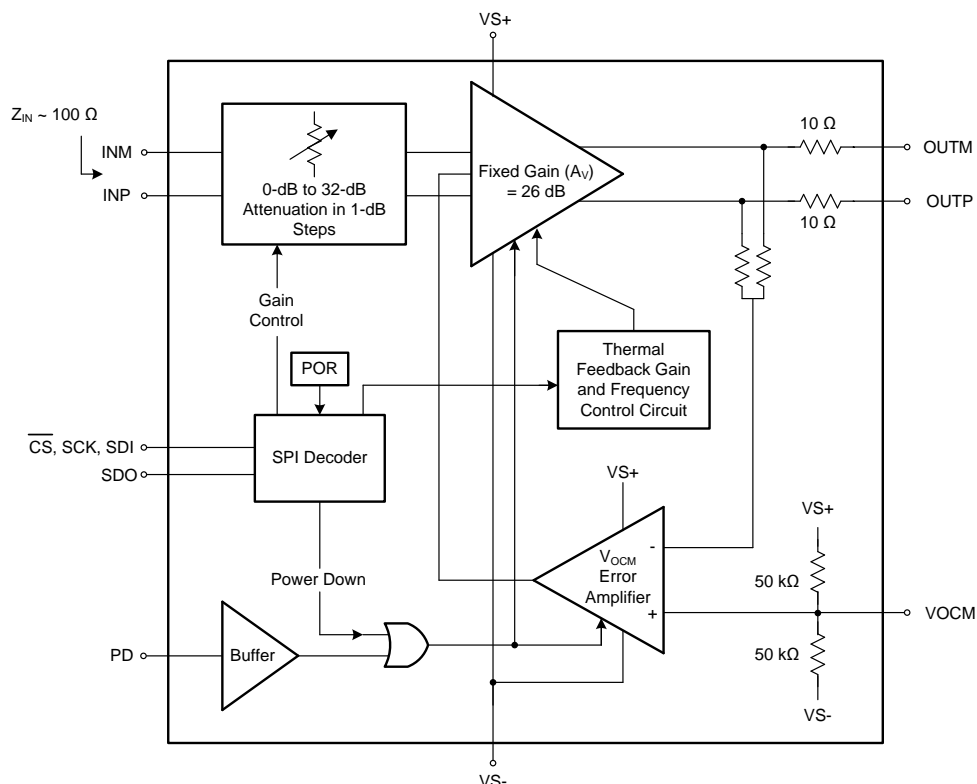 VS+
Z_IN ~ 100 Ω
INM
INP
0-dB to 32-dB
Attenuation in 1-dB
Steps
Fixed Gain (A_V)
= 26 dB
10 Ω
OUTM
OUTP
10 Ω
Gain
Control
Thermal
Feedback Gain
and Frequency
Control Circuit
POR
CS, SCK, SDI
SDO
SPI Decoder
VS+
VS+
Power Down
V_OCM
Error
Amplifier
-
+
50 kΩ
VOCM
50 kΩ
PD
Buffer
VS-
VS-